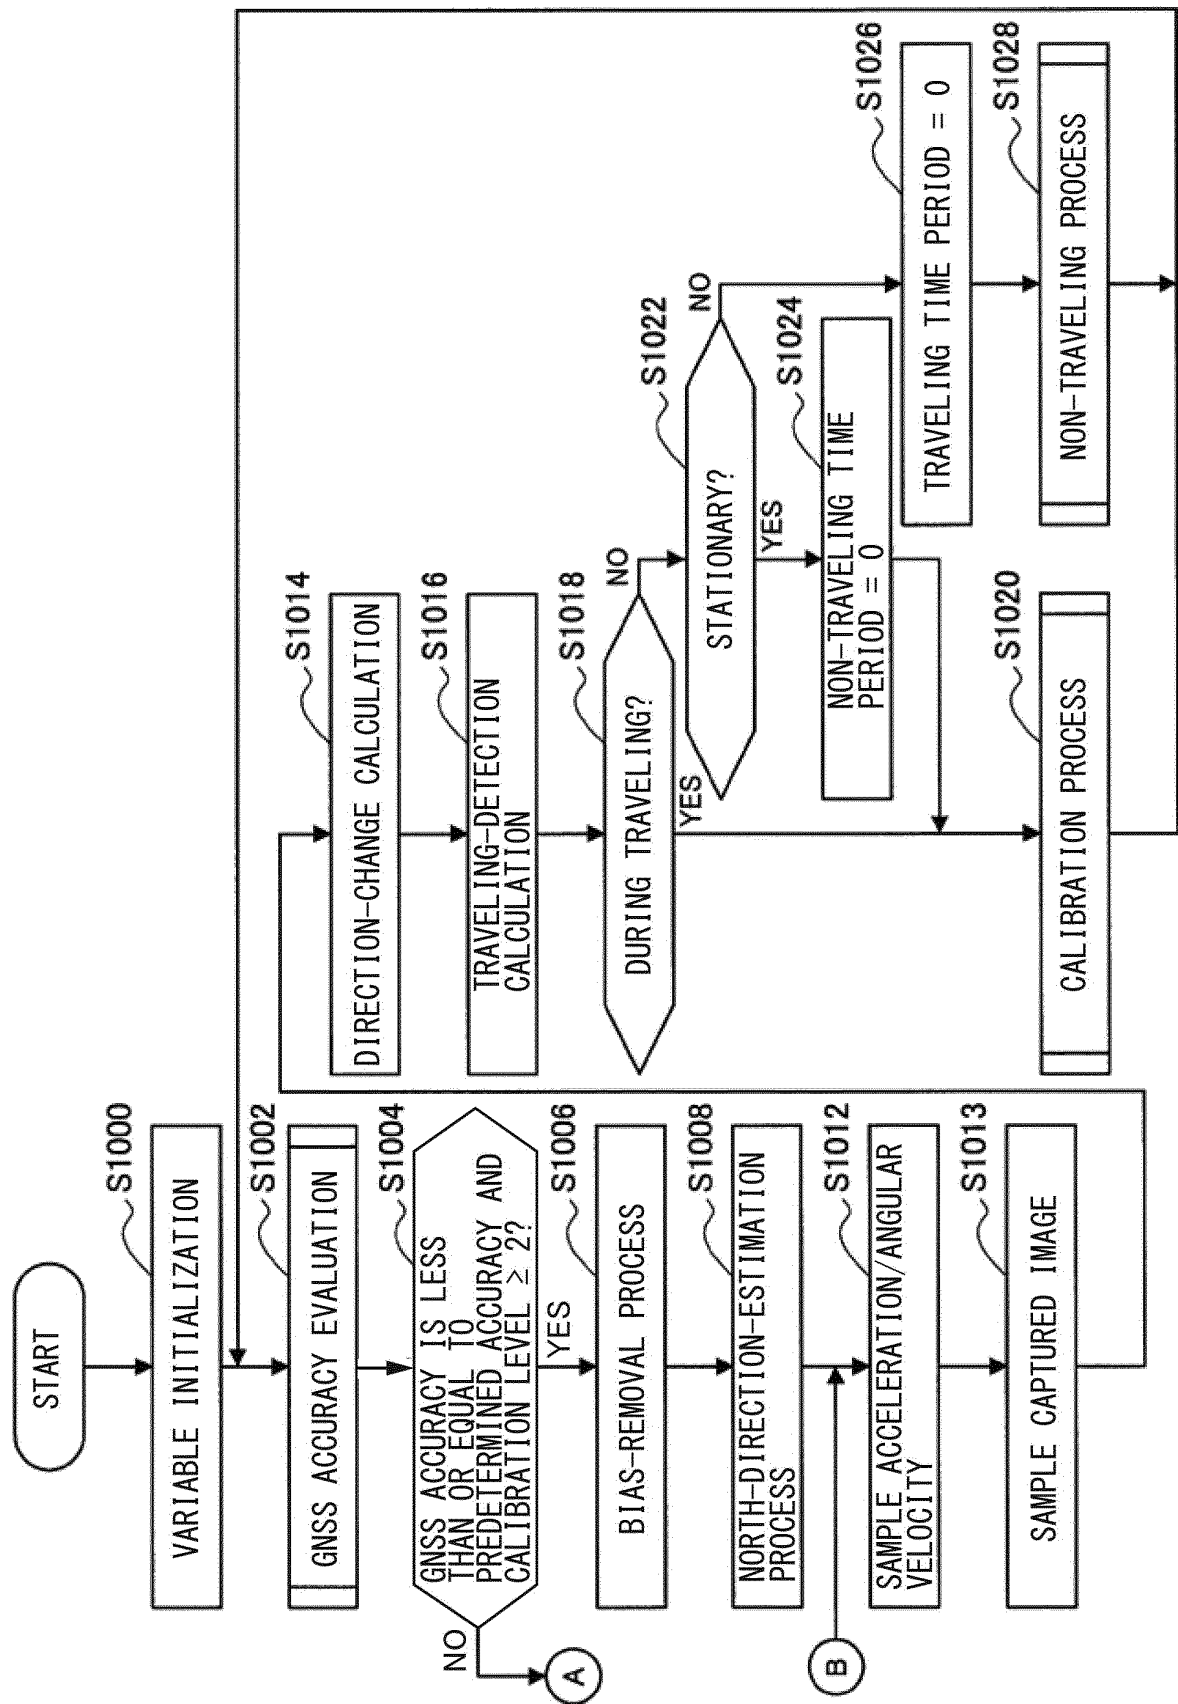 START
S1000
VARIABLE INITIALIZATION
S1002
GNSS ACCURACY EVALUATION
S1004
GNSS ACCURACY IS LESS
THAN OR EQUAL TO
PREDETERMINED ACCURACY AND
CALIBRATION LEVEL ≥ 2?
NO
A
YES
S1006
BIAS-REMOVAL PROCESS
S1008
NORTH-DIRECTION-ESTIMATION
PROCESS
B
S1012
SAMPLE ACCELERATION/ANGULAR
VELOCITY
S1013
SAMPLE CAPTURED IMAGE
S1014
DIRECTION-CHANGE CALCULATION
S1016
TRAVELING-DETECTION
CALCULATION
S1018
DURING TRAVELING?
NO
YES
S1022
STATIONARY?
NO
YES
S1024
NON-TRAVELING TIME
PERIOD = 0
S1020
CALIBRATION PROCESS
S1026
TRAVELING TIME PERIOD = 0
S1028
NON-TRAVELING PROCESS